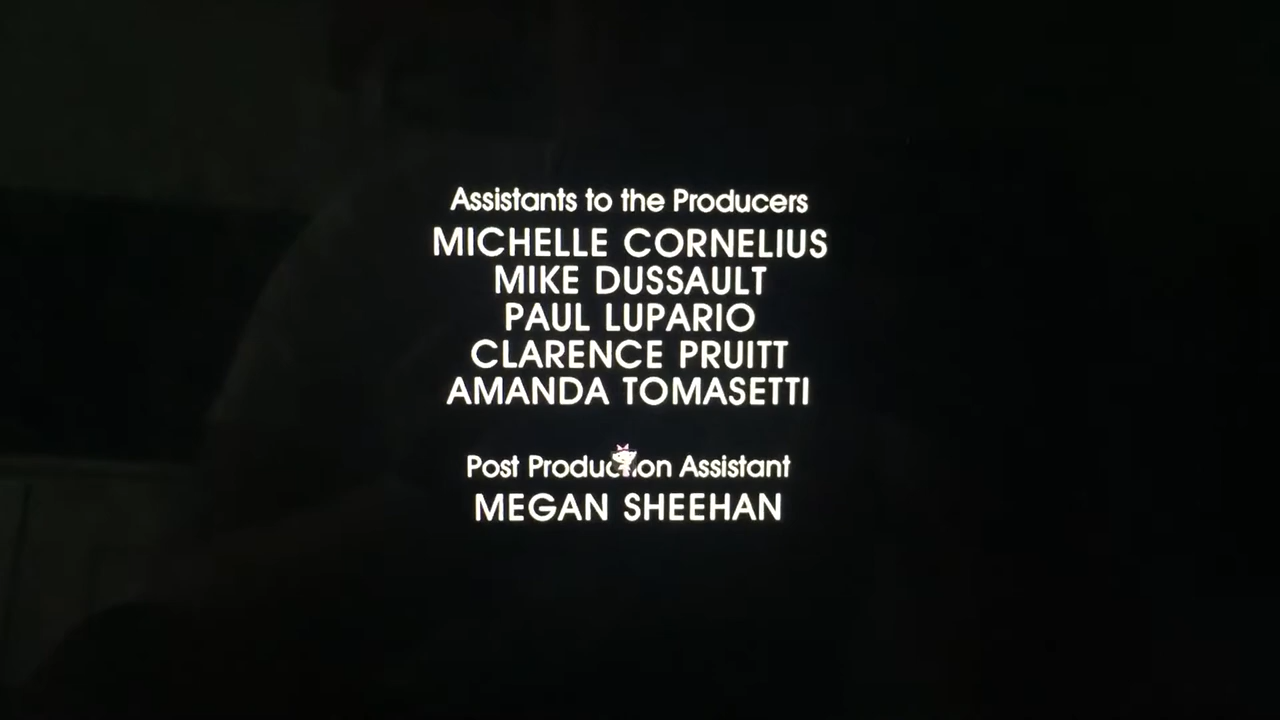 Assistants to the Producers
MICHELLE CORNELIUS
MIKE DUSSAULT
PAUL LUPARIO
CLARENCE PRUITT
AMANDA TOMASETTI
Post Production Assistant
MEGAN SHEEHAN